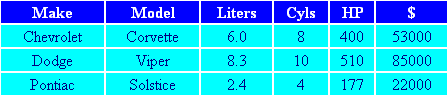 Make Model Liters Cyls HP $
Chevrolet Corvette 6.0 8 400 53000
Dodge Viper 8.3 10 510 85000
Pontiac Solstice 2.4 4 177 22000